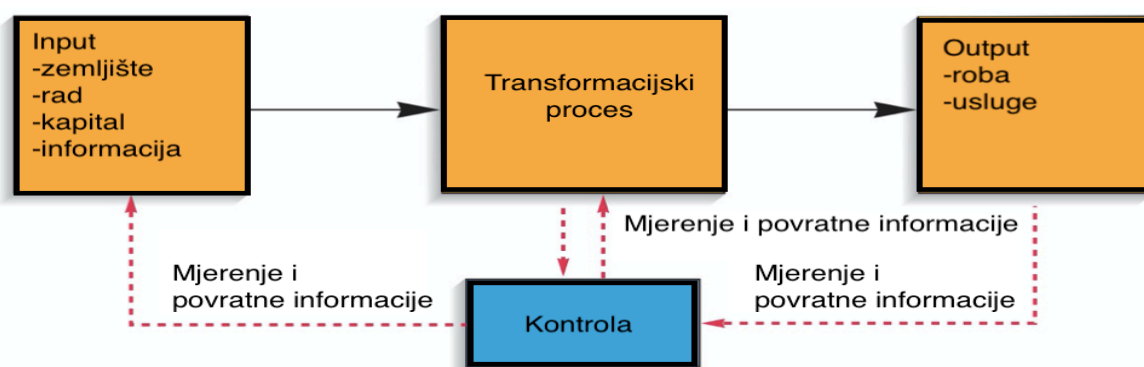 Input
-zemljište
-rad
-kapital
-informacija
Transformacijski
proces
Output
-roba
-usluge
Mjerenje i povratne informacije
Mjerenje i
povratne informacije
Mjerenje i
povratne informacije
Kontrola